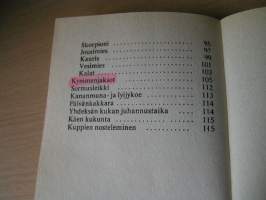 Skorpioni 95
Jousimies 97
Kauris 99
Vesimies 101
Kalat 103
Kymmenjakset 105
Sormusleikki 112
Kananmuna- ja lyijykoe 113
Päivänkakkara 114
Yhdeksän kukan juhannustaika 114
Käen kukunta 115
Kuppien nosteleminen 115